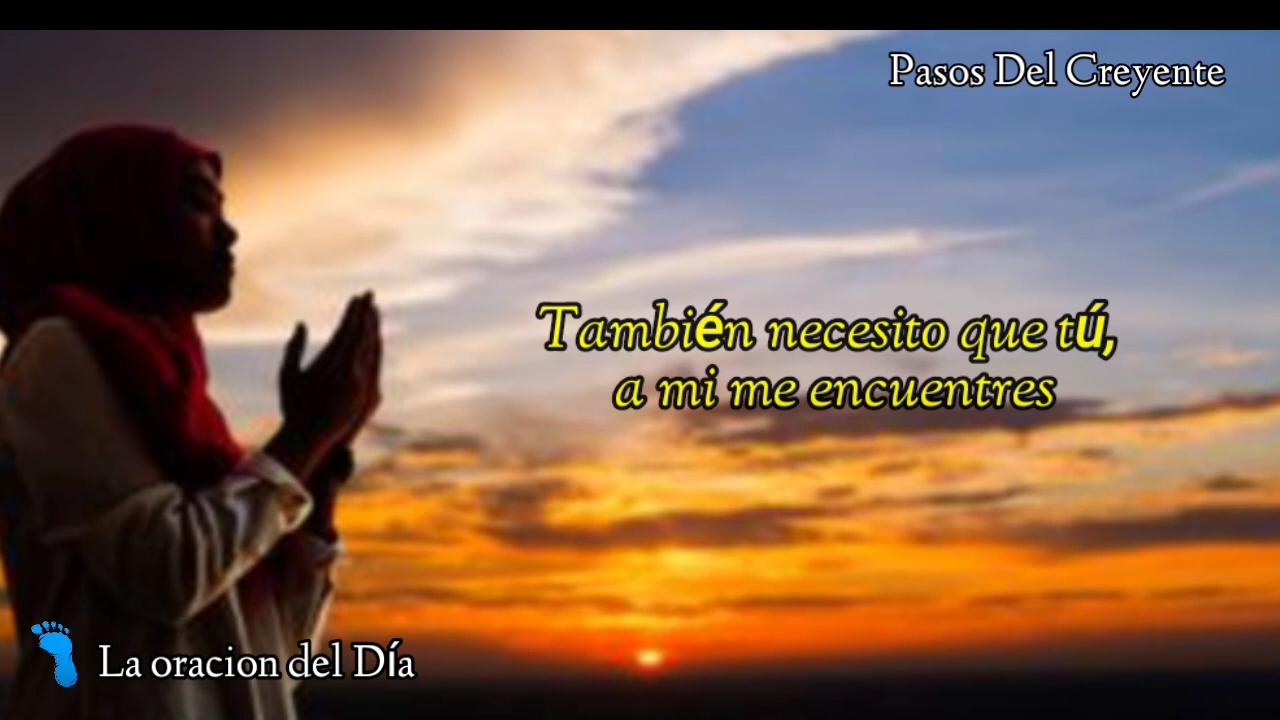 Pasos Del Creyente
También necesito que tú,
a mi me encuentres
La oracion del Día